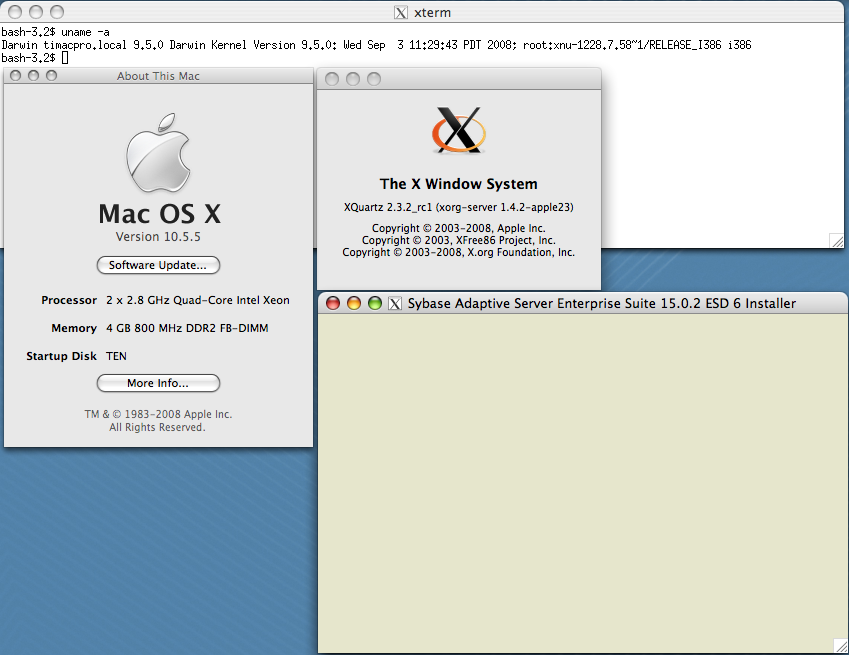 xterm
bash-3.2$ uname -a
Darwin timacpro.local 9.5.0 Darwin Kernel Version 9.5.0: Wed Sep  3 11:29:43 PDT 2008; root:xnu-1228.7.58~1/RELEASE_I386 i386
bash-3.2$
About This Mac
Mac OS X
Version 10.5.5
Software Update...
Processor 2 x 2.8 GHz Quad-Core Intel Xeon
Memory 4 GB 800 MHz DDR2 FB-DIMM
Startup Disk TEN
More Info...
TM & © 1983-2008 Apple Inc.
All Rights Reserved.
The X Window System
XQuartz 2.3.2_rc1 (xorg-server 1.4.2-apple23)
Copyright © 2003-2008, Apple Inc.
Copyright © 2003, XFree86 Project, Inc.
Copyright © 2003-2008, X.org Foundation, Inc.
Sybase Adaptive Server Enterprise Suite 15.0.2 ESD 6 Installer